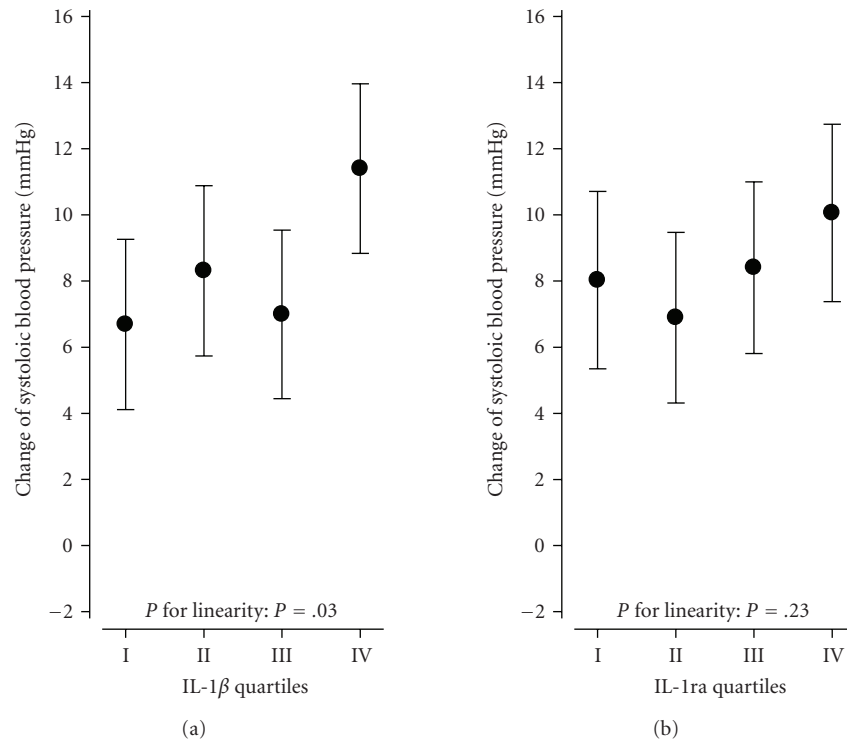 Change of systoloic blood pressure (mmHg)
16
14
12
10
8
6
4
2
0
−2
P for linearity: P = .03
I II III IV
IL-1β quartiles
(a)
Change of systoloic blood pressure (mmHg)
16
14
12
10
8
6
4
2
0
−2
P for linearity: P = .23
I II III IV
IL-1ra quartiles
(b)